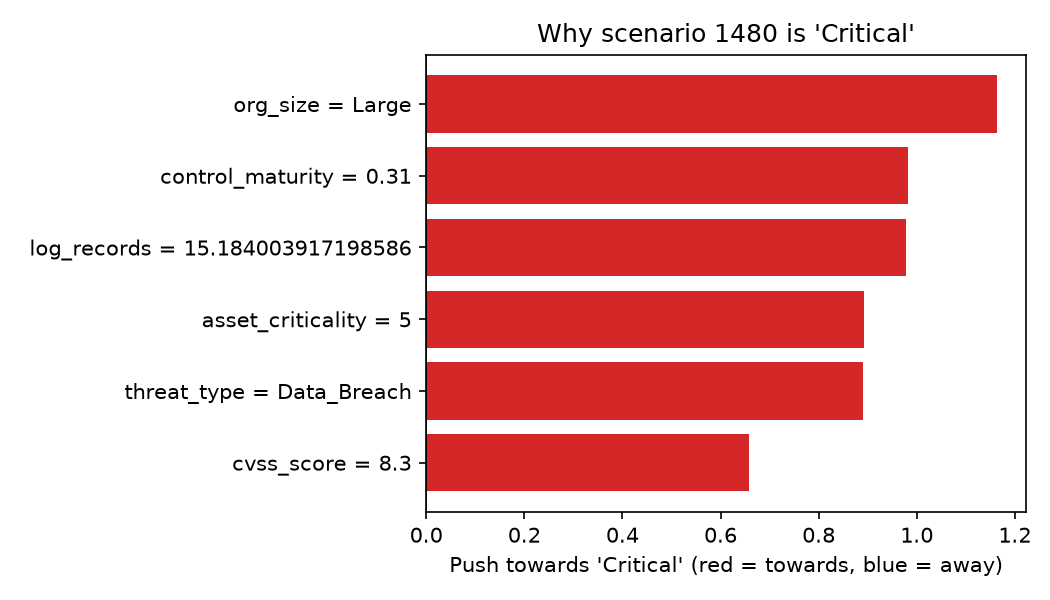 Why scenario 1480 is 'Critical'
org_size = Large
control_maturity = 0.31
log_records = 15.184003917198586
asset_criticality = 5
threat_type = Data_Breach
cvss_score = 8.3
0.0 0.2 0.4 0.6 0.8 1.0 1.2
Push towards 'Critical' (red = towards, blue = away)